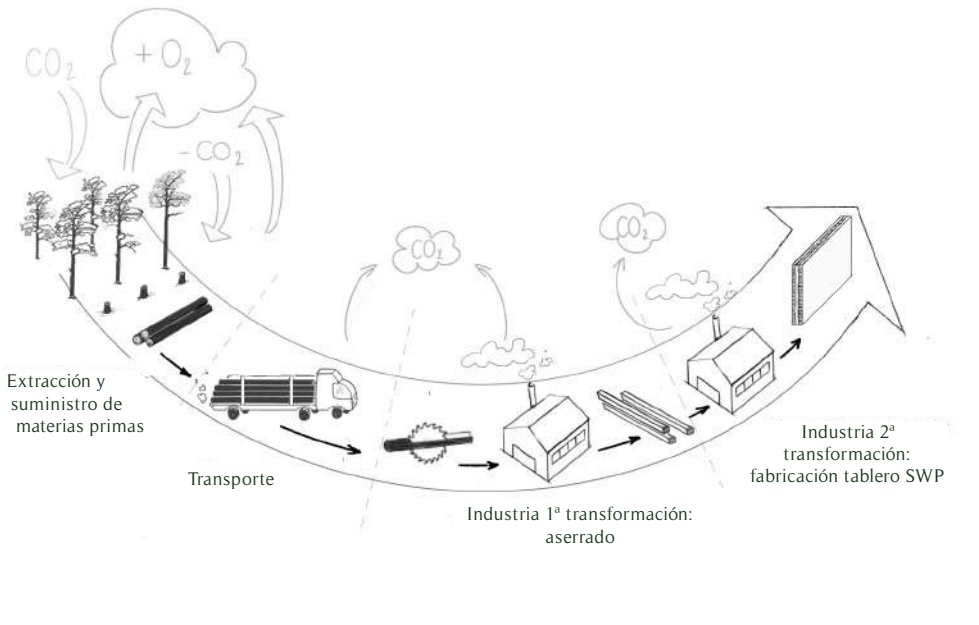 CO₂
+ O₂
- CO₂
CO₂
CO₂
Extracción y
suministro de
materias primas
Transporte
Industria 1ª transformación:
aserrado
Industria 2ª
transformación:
fabricación tablero SWP